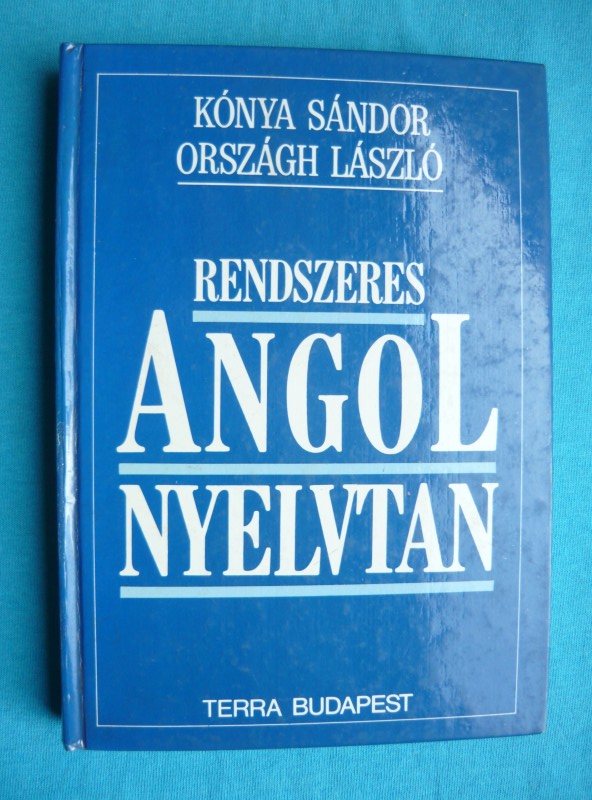 KÓNYA SÁNDOR
ORSZÁGH LÁSZLÓ
RENDSZERES
ANGOL
NYELVTAN
TERRA BUDAPEST